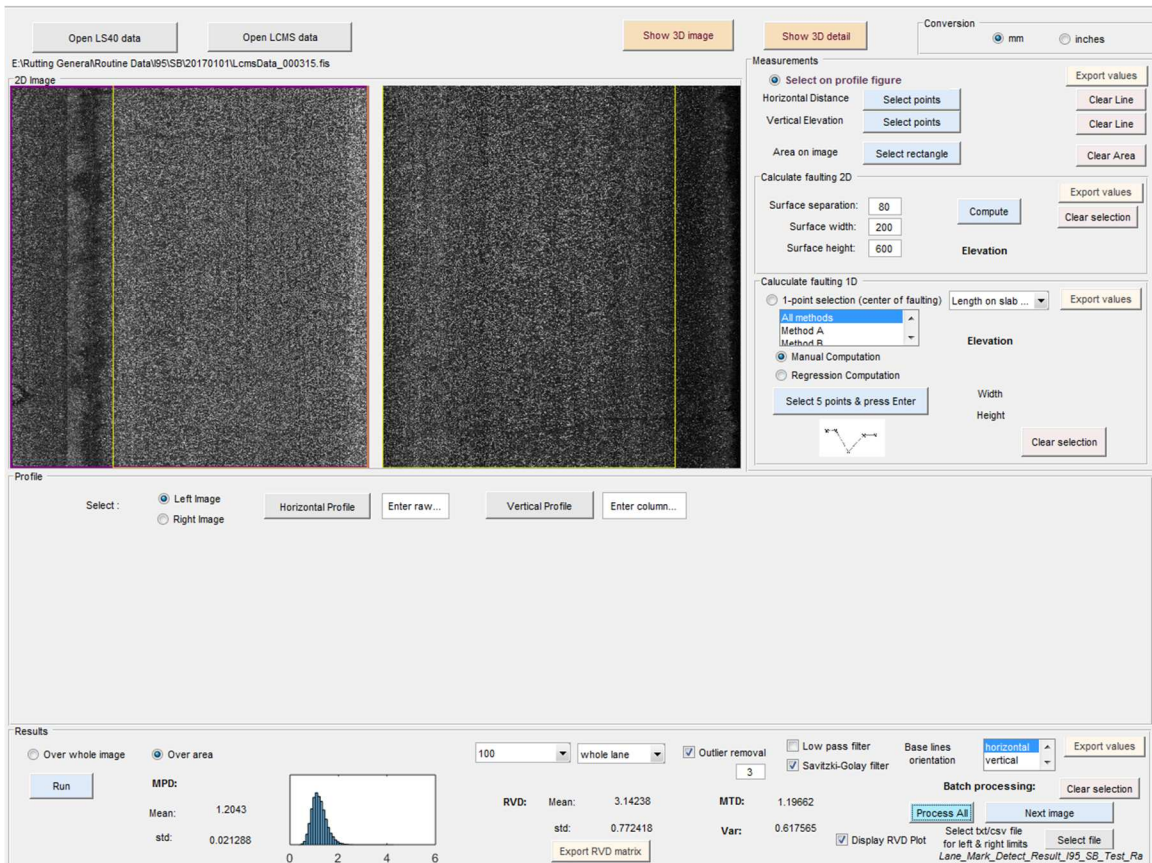 Open LS40 data
Open LCMS data
Show 3D image
Show 3D detail
Conversion
mm
inches
E:\Rutting General\Routine Data\I95\SB\20170101\LcmsData_000315.fis
2D Image
Measurements
Select on profile figure
Export values
Horizontal Distance
Select points
Clear Line
Vertical Elevation
Select points
Clear Line
Area on image
Select rectangle
Clear Area
Calculate faulting 2D
Export values
Surface separation:
80
Compute
Clear selection
Surface width:
200
Surface height:
600
Elevation
Caluculate faulting 1D
1-point selection (center of faulting)
Length on slab ...
Export values
All methods
Method A
Method B
Elevation
Manual Computation
Regression Computation
Select 5 points & press Enter
Width
Height
Clear selection
Profile
Select :
Left Image
Right Image
Horizontal Profile
Enter raw...
Vertical Profile
Enter column...
Results
Over whole image
Over area
Run
MPD:
Mean:
1.2043
std:
0.021288
0 2 4 6
100
whole lane
Outlier removal
3
Low pass filter
Savitzki-Golay filter
Base lines
orientation
horizontal
vertical
Export values
RVD:
Mean:
3.14238
std:
0.772418
Export RVD matrix
MTD:
1.19662
Var:
0.617565
Batch processing:
Clear selection
Process All
Next image
Display RVD Plot
Select txt/csv file
for left & right limits
Select file
Lane_Mark_Detect_Result_I95_SB_Test_Ra